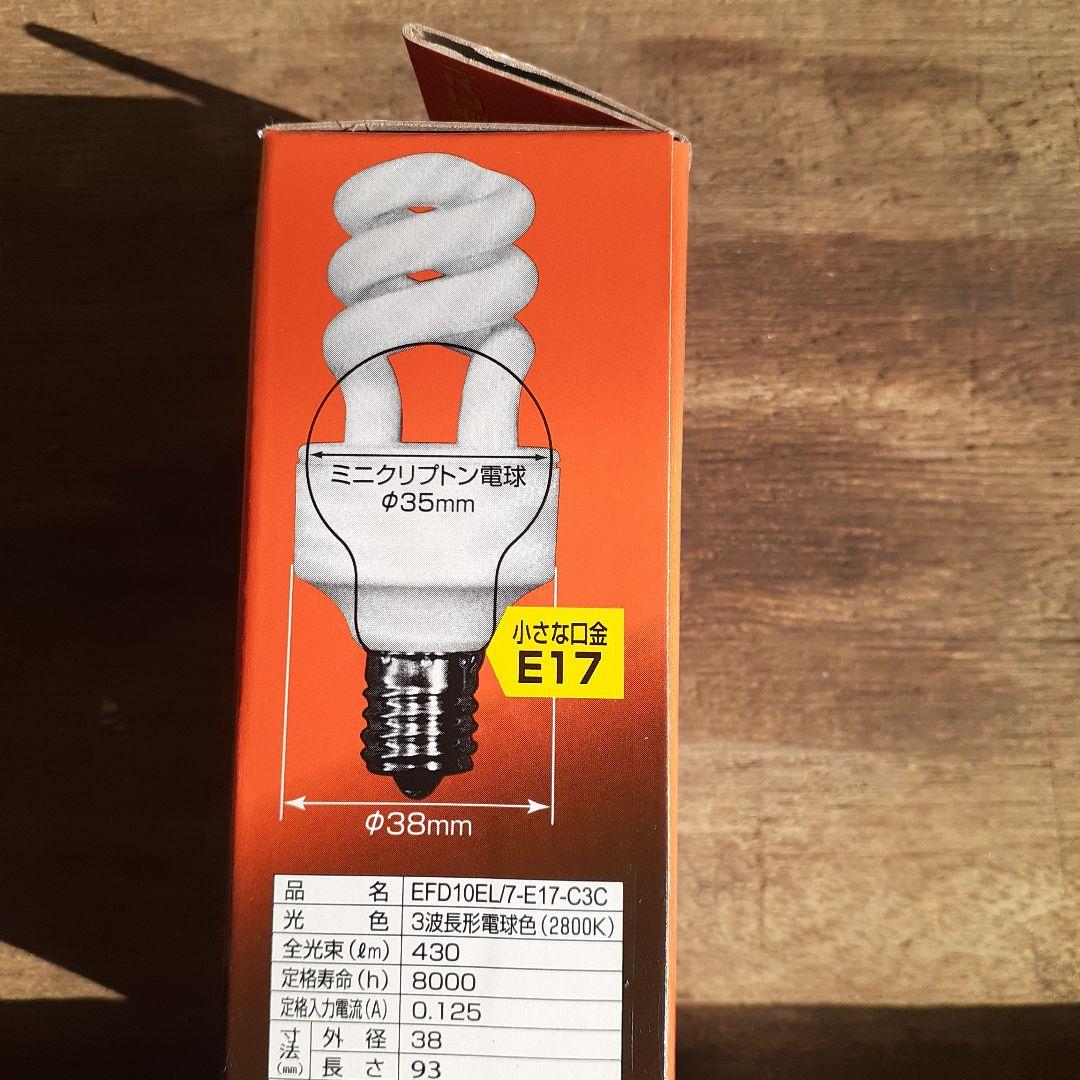 ミニクリプトン電球
φ35mm
小さな口金
E17
φ38mm
品名 EFD10EL/7-E17-C3C
光色 3波長形電球色(2800K)
全光束(ℓm) 430
定格寿命(h) 8000
定格入力電流(A) 0.125
寸法(mm) 外径 38
長さ 93